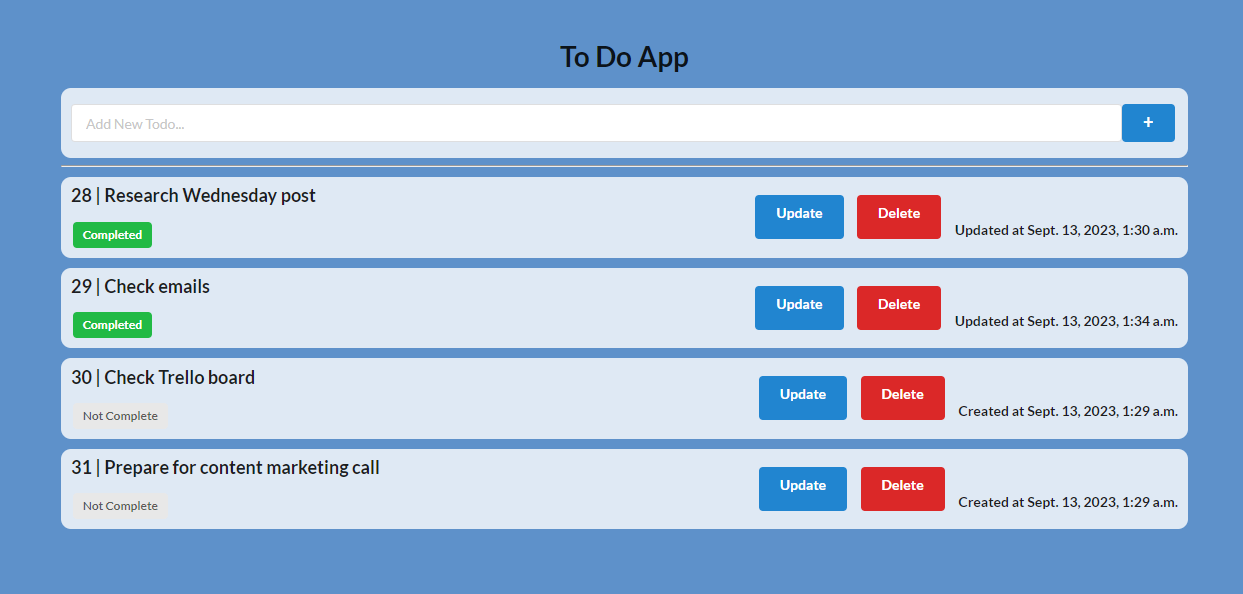 To Do App
Add New Todo...
+
28 | Research Wednesday post
Update
Delete
Completed
Updated at Sept. 13, 2023, 1:30 a.m.
29 | Check emails
Update
Delete
Completed
Updated at Sept. 13, 2023, 1:34 a.m.
30 | Check Trello board
Update
Delete
Not Complete
Created at Sept. 13, 2023, 1:29 a.m.
31 | Prepare for content marketing call
Update
Delete
Not Complete
Created at Sept. 13, 2023, 1:29 a.m.